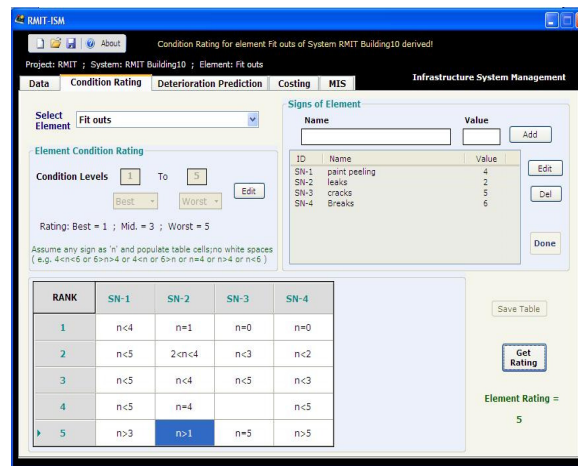 RMIT-ISM
About
Condition Rating for element Fit outs of System RMIT Building10 derived!
Project: RMIT ; System: RMIT Building10 ; Element: Fit outs
Infrastructure System Management
Data Condition Rating Deterioration Prediction Costing MIS
Select Element Fit outs
Element Condition Rating
Condition Levels 1 To 5
Best Worst Edit
Rating: Best = 1 ; Mid. = 3 ; Worst = 5
Assume any sign as 'n' and populate table cells;no white spaces
( e.g. 4<n<6 or 6>n>4 or 4<n or 6>n or n=4 or n>4 or n<6 )
Signs of Element
Name Value
Add
ID Name Value
SN-1 paint peeling 4
SN-2 leaks 2
SN-3 cracks 5
SN-4 Breaks 6
Edit
Del
Done
RANK SN-1 SN-2 SN-3 SN-4
1 n<4 n=1 n=0 n=0
2 n<5 2<n<4 n<3 n<2
3 n<5 n<4 n<5 n<3
4 n<5 n=4 n<5
5 n>3 n>1 n=5 n>5
Save Table
Get
Rating
Element Rating =
5